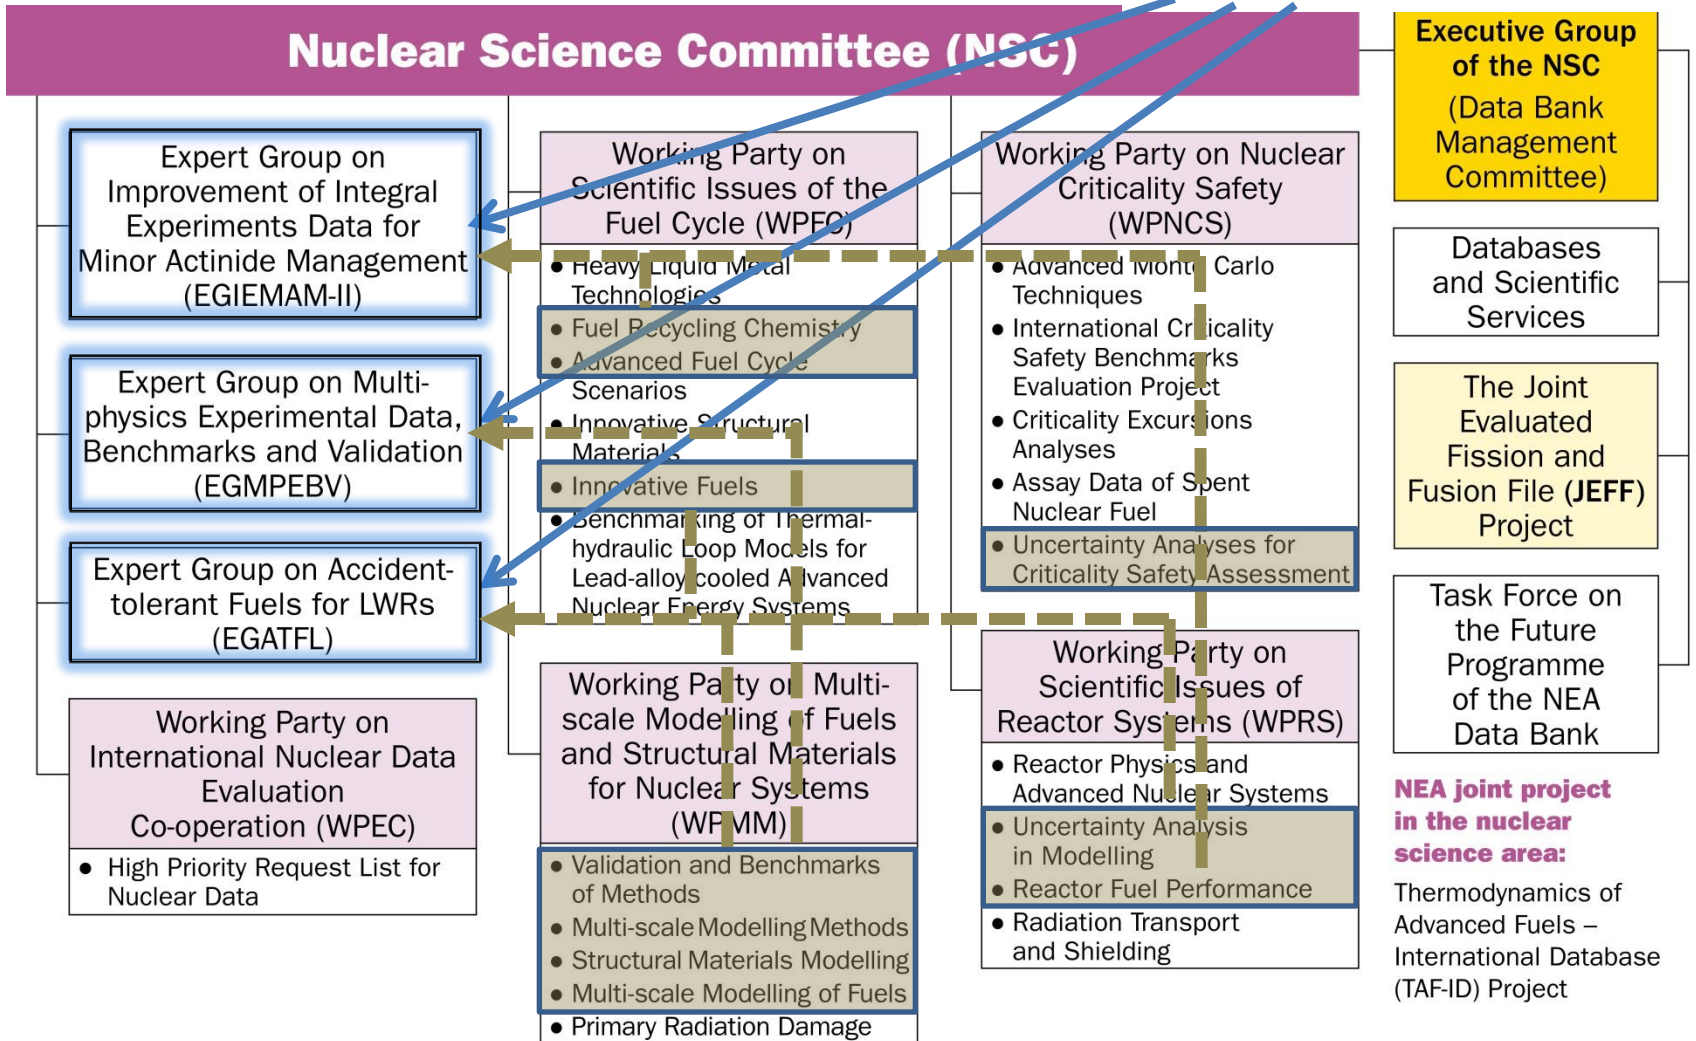 Nuclear Science Committee (NSC)
Expert Group on
Improvement of Integral
Experiments Data for
Minor Actinide Management
(EGIEMAM-II)
Expert Group on Multi-
physics Experimental Data,
Benchmarks and Validation
(EGMPEBV)
Expert Group on Accident-
tolerant Fuels for LWRs
(EGATFL)
Working Party on
International Nuclear Data
Evaluation
Co-operation (WPEC)
● High Priority Request List for
Nuclear Data
Working Party on
Scientific Issues of the
Fuel Cycle (WPFC)
● Heavy Liquid Metal
Technologies
● Fuel Recycling Chemistry
● Advanced Fuel Cycle
Scenarios
● Innovative Structural
Materials
● Innovative Fuels
● Benchmarking of Thermal-
hydraulic Loop Models for
Lead-alloy cooled Advanced
Nuclear Energy Systems
Working Party on Multi-
scale Modelling of Fuels
and Structural Materials
for Nuclear Systems
(WPMM)
● Validation and Benchmarks
of Methods
● Multi-scale Modelling Methods
● Structural Materials Modelling
● Multi-scale Modelling of Fuels
● Primary Radiation Damage
Working Party on Nuclear
Criticality Safety
(WPNCS)
● Advanced Monte Carlo
Techniques
● International Criticality
Safety Benchmarks
Evaluation Project
● Criticality Excursions
Analyses
● Assay Data of Spent
Nuclear Fuel
● Uncertainty Analyses for
Criticality Safety Assessment
Working Party on
Scientific Issues of
Reactor Systems (WPRS)
● Reactor Physics and
Advanced Nuclear Systems
● Uncertainty Analysis
in Modelling
● Reactor Fuel Performance
● Radiation Transport
and Shielding
Executive Group
of the NSC
(Data Bank
Management
Committee)
Databases
and Scientific
Services
The Joint
Evaluated
Fission and
Fusion File (JEFF)
Project
Task Force on
the Future
Programme
of the NEA
Data Bank
NEA joint project
in the nuclear
science area:
Thermodynamics of
Advanced Fuels –
International Database
(TAF-ID) Project